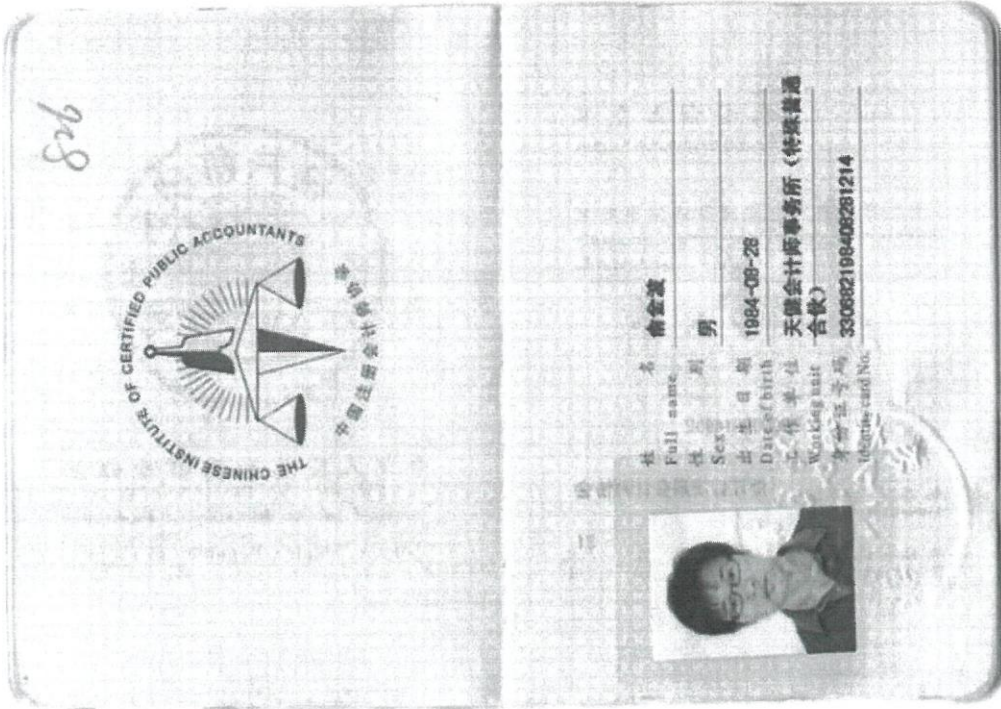 928
THE CHINESE INSTITUTE OF CERTIFIED PUBLIC ACCOUNTANTS
中国注册会计师协会
姓 名 俞金波
Full name
性 别 男
Sex
出生日期 1984-08-28
Date of birth
工作单位 天健会计师事务所（特殊普通
Working unit 合伙）
身份证号码 330682198408281214
Identity card No.